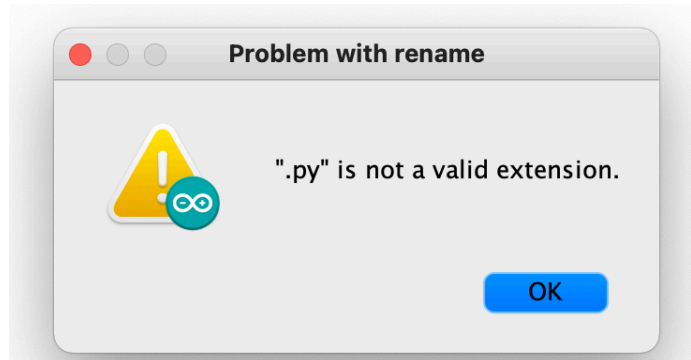 Problem with rename
".py" is not a valid extension.
OK